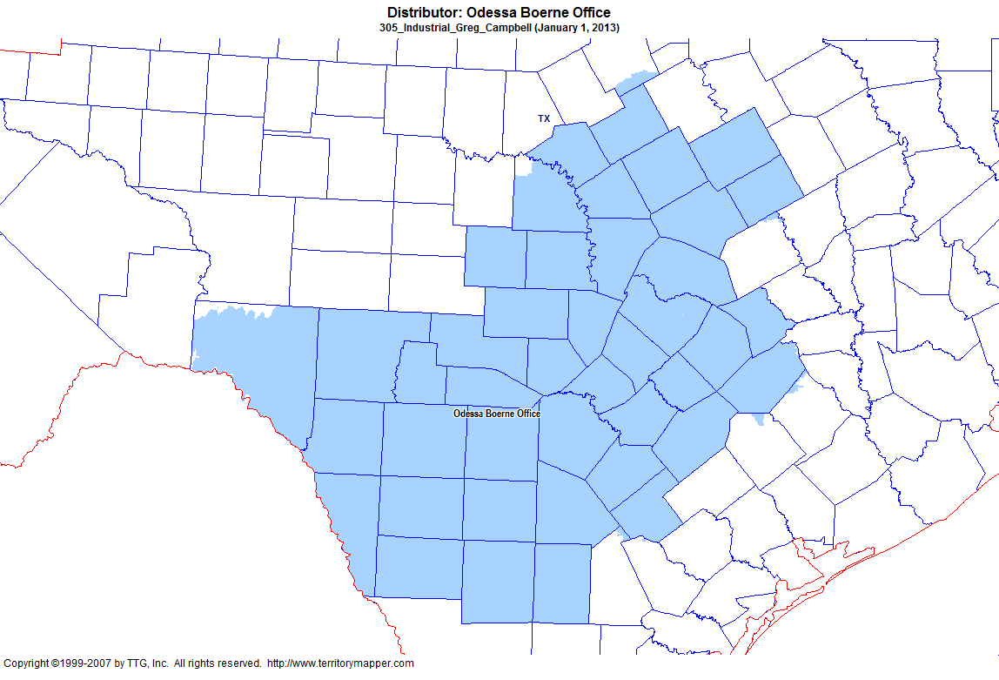 Distributor: Odessa Boerne Office
305_Industrial_Greg_Campbell (January 1, 2013)
TX
Odessa Boerne Office
Copyright ©1999-2007 by TTG, Inc. All rights reserved. http://www.territorymapper.com